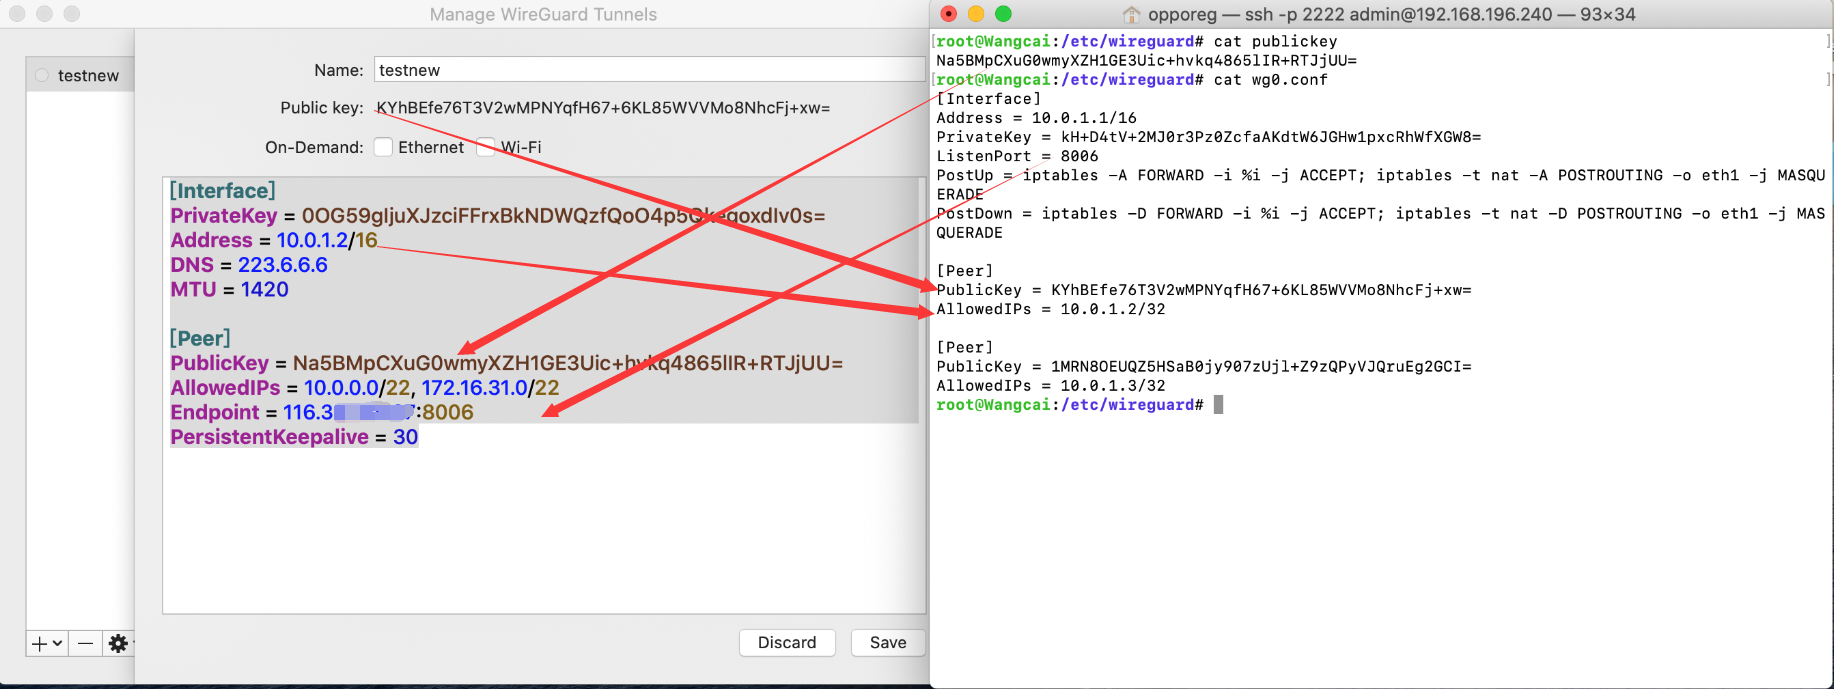 Manage WireGuard Tunnels
testnew
Name: testnew
Public key: KYhBEfe76T3V2wMPNYqfH67+6KL85WVVMo8NhcFj+xw=
On-Demand: Ethernet Wi-Fi
[Interface]
PrivateKey =
Address = 10.0.1.2/16
DNS = 223.6.6.6
MTU = 1420
[Peer]
PublicKey = Na5BMpCXuG0wmyXZH1GE3Uic+hvkq4865lIR+RTJjUU=
AllowedIPs = 10.0.0.0/22, 172.16.31.0/22
Endpoint = 116.3 :8006
PersistentKeepalive = 30
Discard
Save
opporeg — ssh -p 2222 admin@192.168.196.240 — 93×34
[root@Wangcai:/etc/wireguard# cat publickey ]
Na5BMpCXuG0wmyXZH1GE3Uic+hvkq4865lIR+RTJjUU=
[root@Wangcai:/etc/wireguard# cat wg0.conf ]
[Interface]
Address = 10.0.1.1/16
PrivateKey = kH+D4tV+2MJ0r3Pz0ZcfaAKdtW6JGHw1pxcRhWfXGW8=
ListenPort = 8006
PostUp = iptables -A FORWARD -i %i -j ACCEPT; iptables -t nat -A POSTROUTING -o eth1 -j MASQU
ERADE
PostDown = iptables -D FORWARD -i %i -j ACCEPT; iptables -t nat -D POSTROUTING -o eth1 -j MAS
QUERADE
[Peer]
PublicKey = KYhBEfe76T3V2wMPNYqfH67+6KL85WVVMo8NhcFj+xw=
AllowedIPs = 10.0.1.2/32
[Peer]
PublicKey = 1MRN8OEUQZ5HSaB0jy907zUjl+Z9zQPyVJQruEg2GCI=
AllowedIPs = 10.0.1.3/32
root@Wangcai:/etc/wireguard#